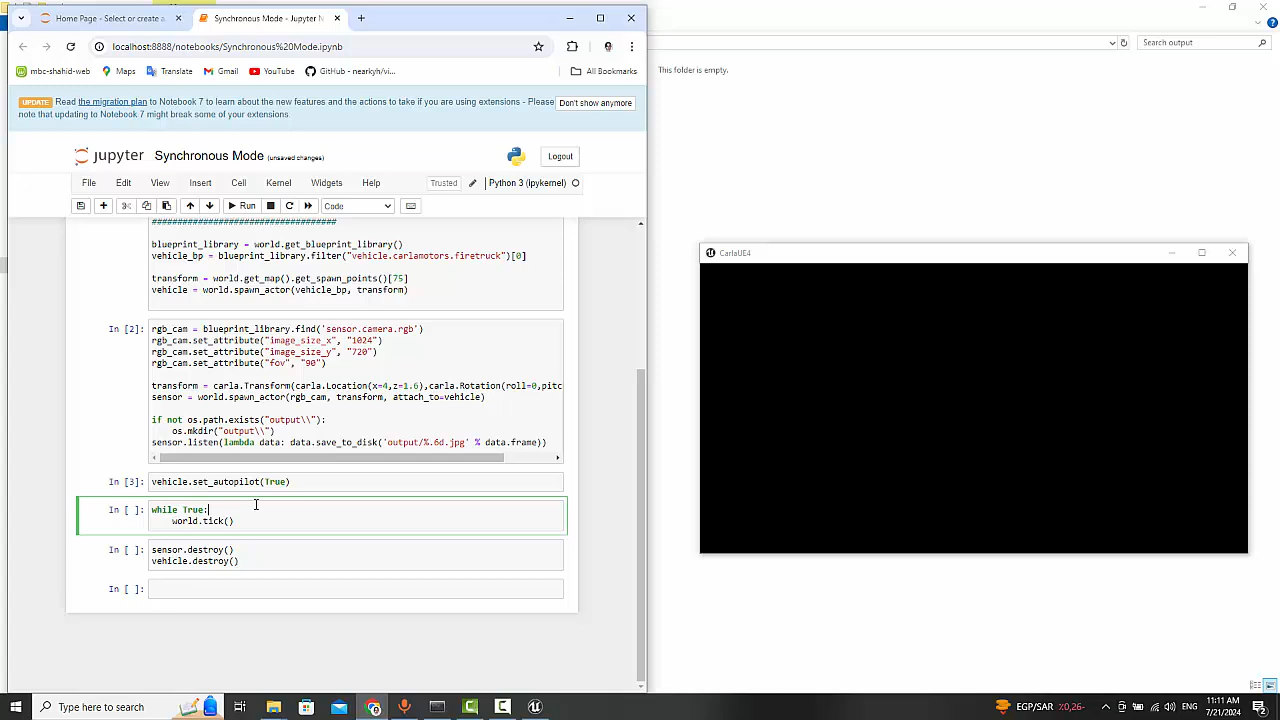 Home Page - Select or create a
Synchronous Mode - Jupyter N
localhost:8888/notebooks/Synchronous%20Mode.ipynb
mbc-shahid-web
Maps
Translate
Gmail
YouTube
GitHub - nearkyh/vi...
All Bookmarks
UPDATE Read the migration plan to Notebook 7 to learn about the new features and the actions to take if you are using extensions - Please
note that updating to Notebook 7 might break some of your extensions.
Don't show anymore
jupyter Synchronous Mode (unsaved changes)
Logout
File Edit View Insert Cell Kernel Widgets Help
Trusted
Python 3 (ipykernel)
Run
Code
####################################
blueprint_library = world.get_blueprint_library()
vehicle_bp = blueprint_library.filter("vehicle.carlamotors.firetruck")[0]
transform = world.get_map().get_spawn_points()[75]
vehicle = world.spawn_actor(vehicle_bp, transform)
In [2]: rgb_cam = blueprint_library.find('sensor.camera.rgb')
rgb_cam.set_attribute("image_size_x", "1024")
rgb_cam.set_attribute("image_size_y", "720")
rgb_cam.set_attribute("fov", "90")
transform = carla.Transform(carla.Location(x=4,z=1.6),carla.Rotation(roll=0,pitc
sensor = world.spawn_actor(rgb_cam, transform, attach_to=vehicle)
if not os.path.exists("output\\"):
os.mkdir("output\\")
sensor.listen(lambda data: data.save_to_disk('output/%.6d.jpg' % data.frame))
In [3]: vehicle.set_autopilot(True)
In [ ]: while True:
world.tick()
In [ ]: sensor.destroy()
vehicle.destroy()
In [ ]:
Search output
This folder is empty.
CarlaUE4
Type here to search
EGP/SAR %0,26-
ENG
11:11 AM
7/21/2024